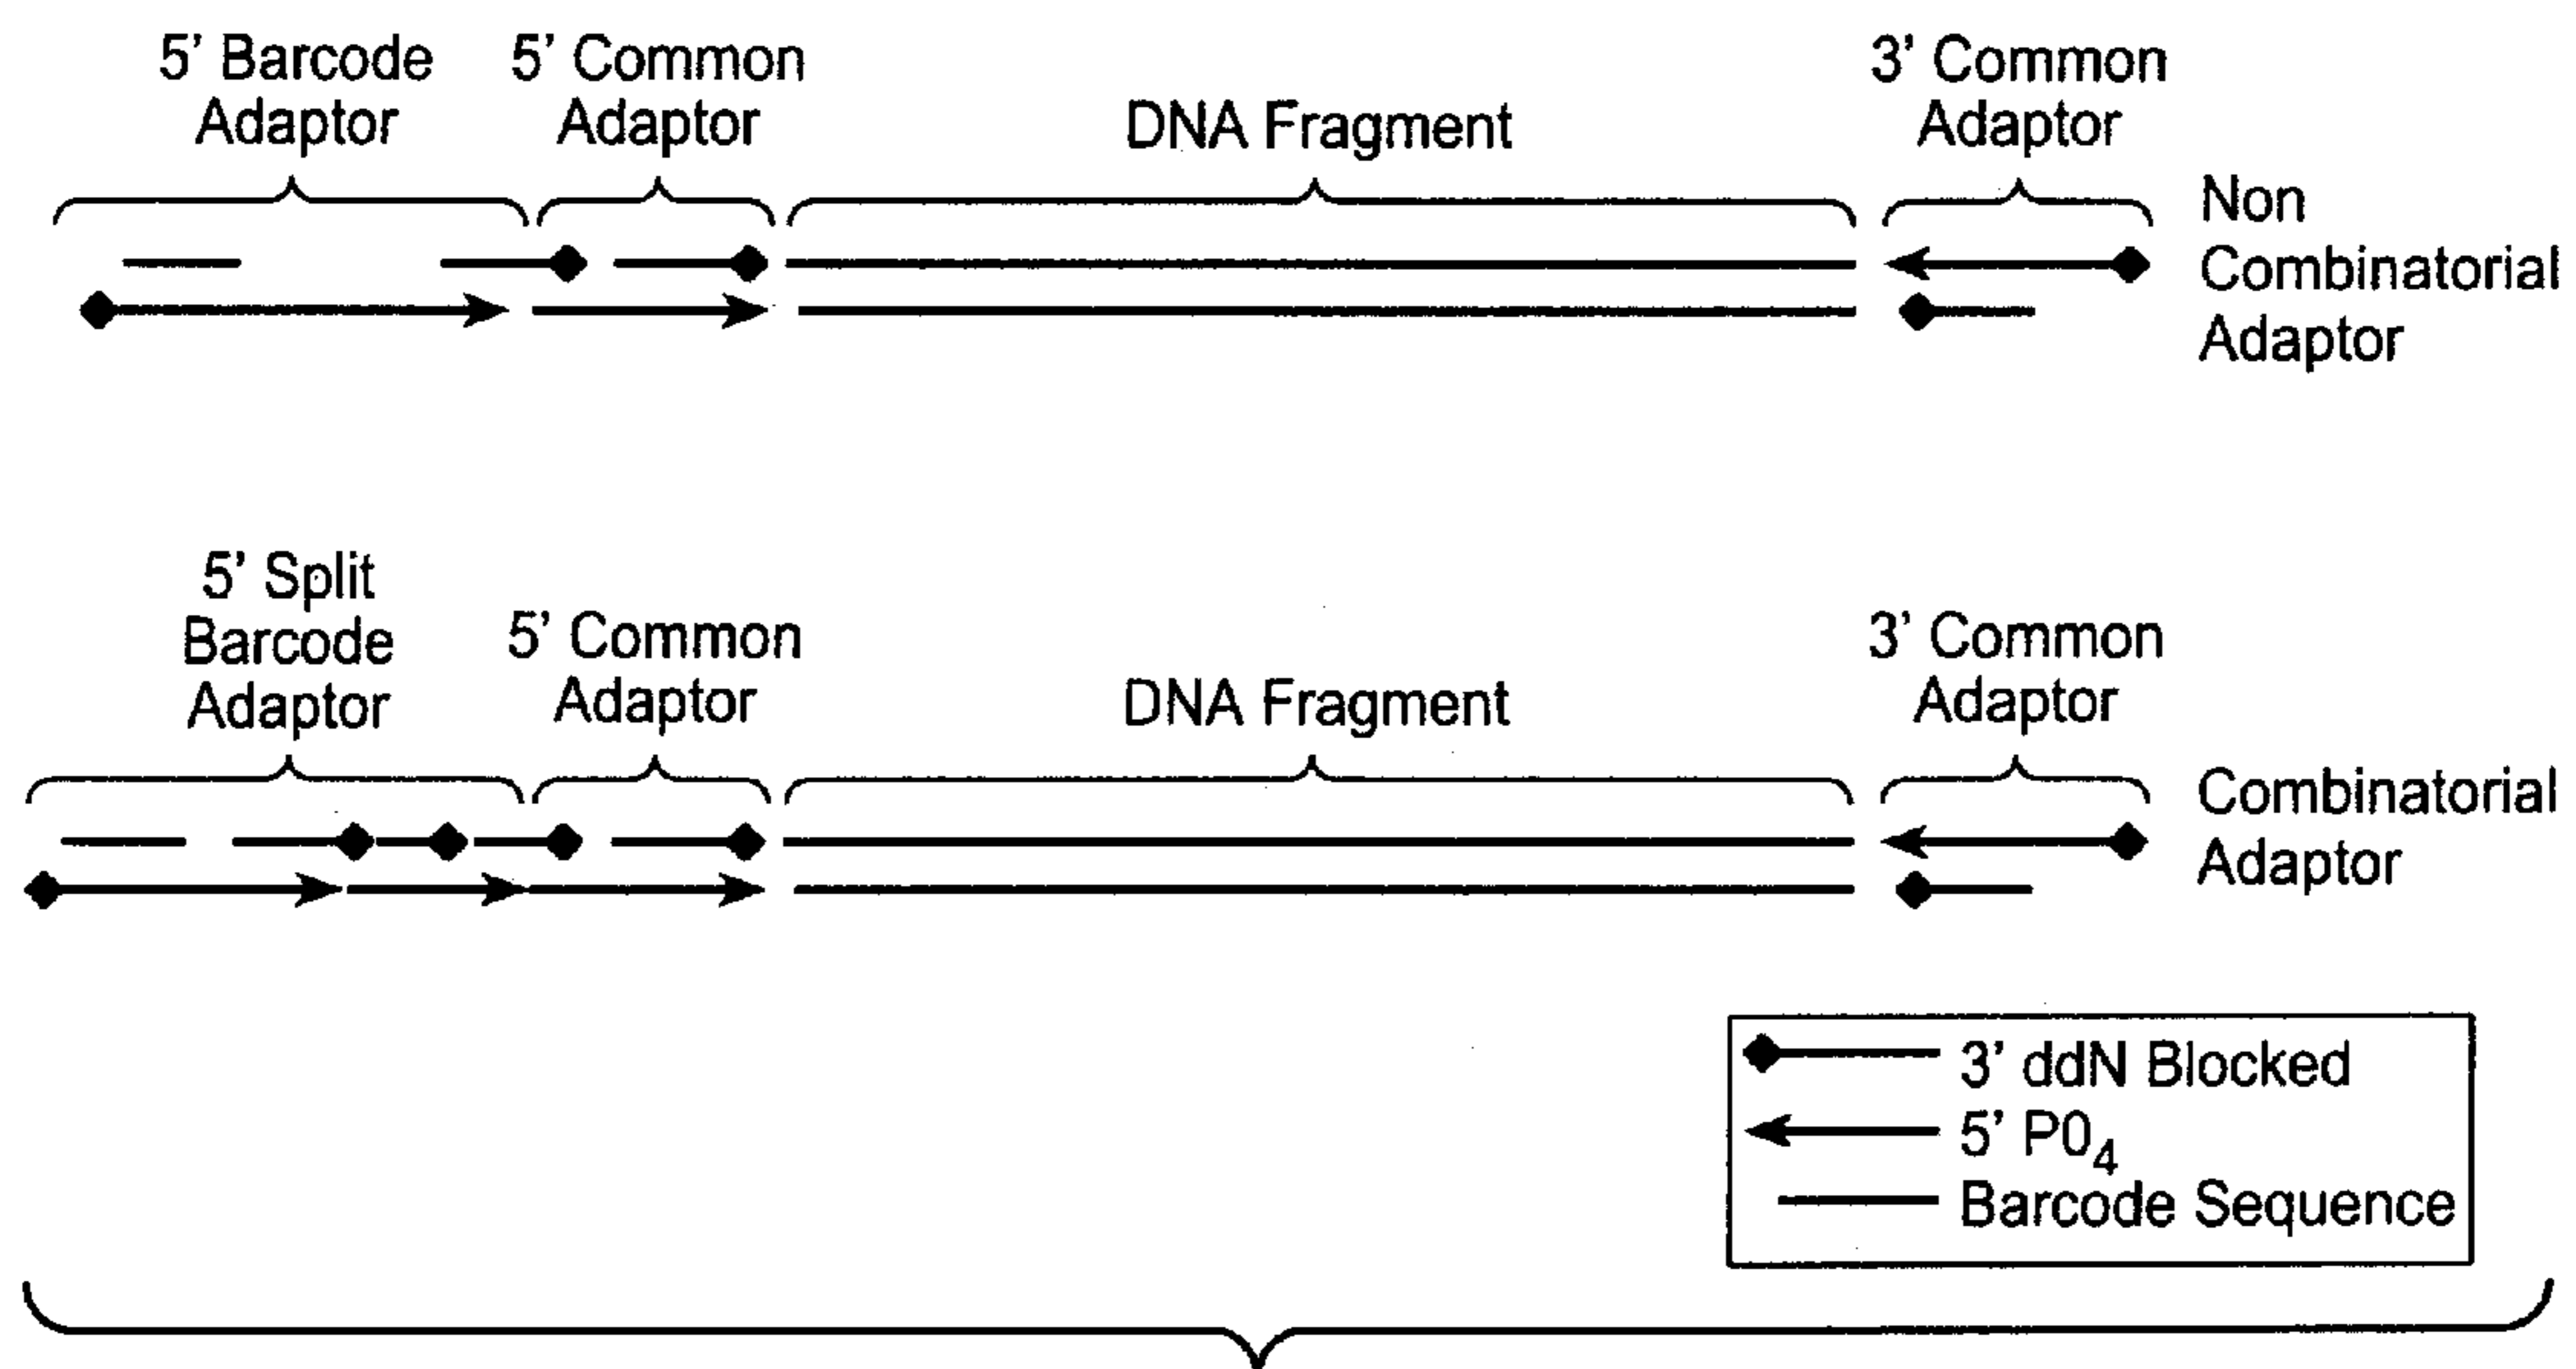 5' Barcode
Adaptor
5' Common
Adaptor
DNA Fragment
3' Common
Adaptor
Non
Combinatorial
Adaptor
5' Split
Barcode
Adaptor
5' Common
Adaptor
DNA Fragment
3' Common
Adaptor
Combinatorial
Adaptor
3' ddN Blocked
5' P0₄
Barcode Sequence